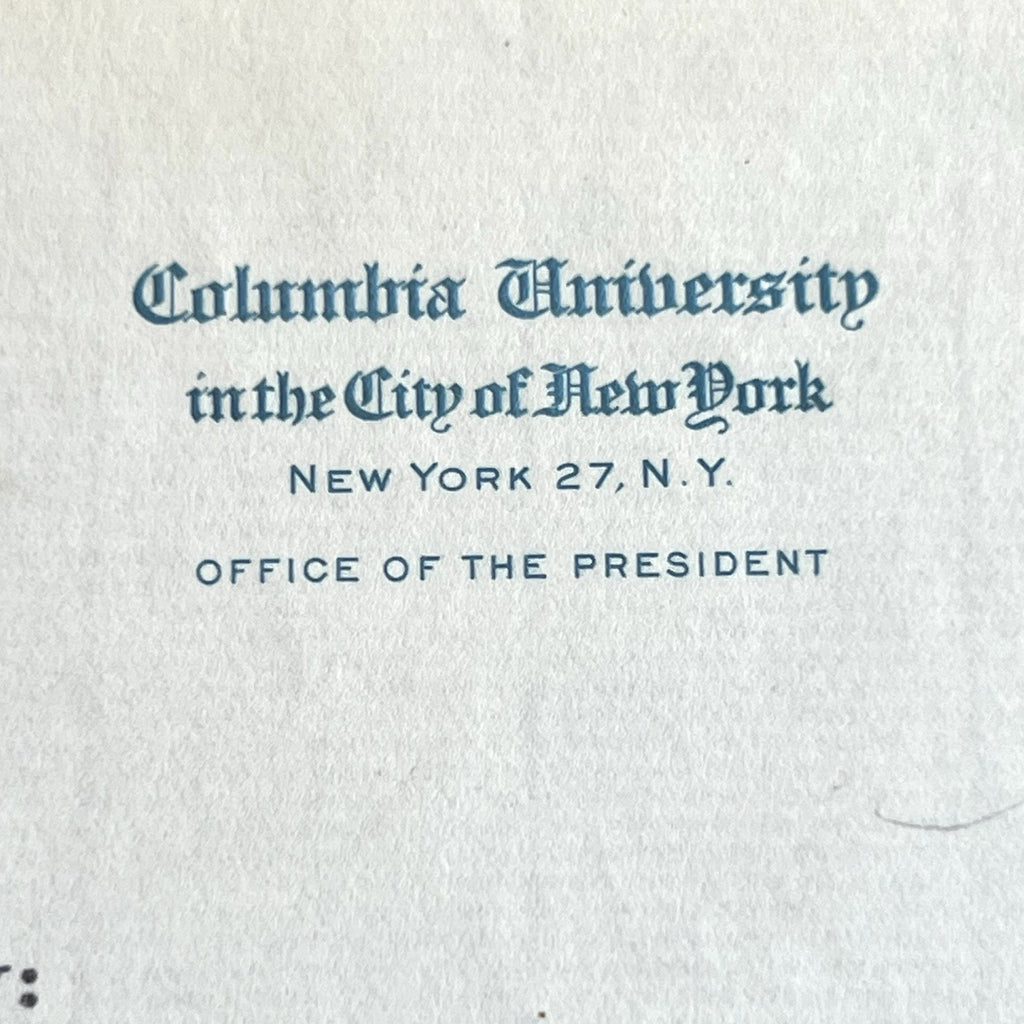 Columbia University
in the City of New York
NEW YORK 27, N.Y.
OFFICE OF THE PRESIDENT